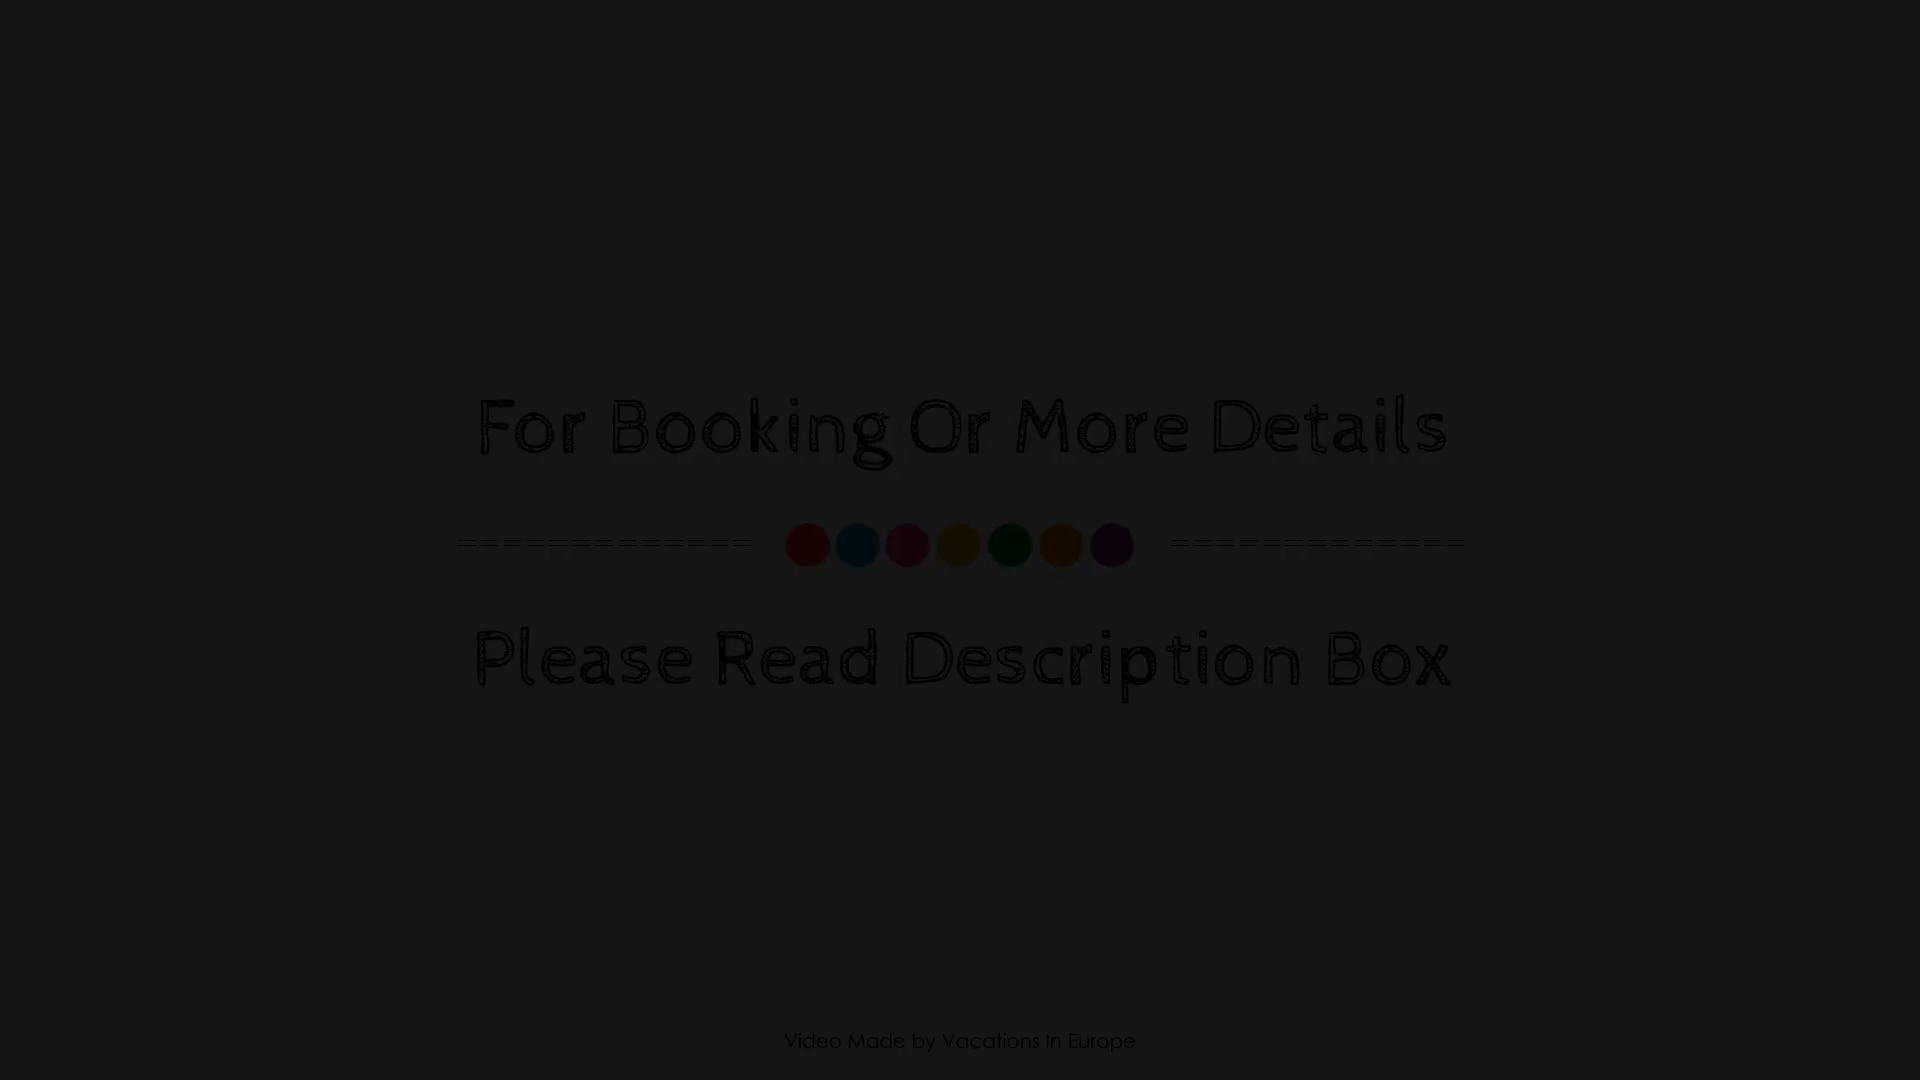 For Booking Or More Details
============= =============
Please Read Description Box
Video Made by Vacations In Europe